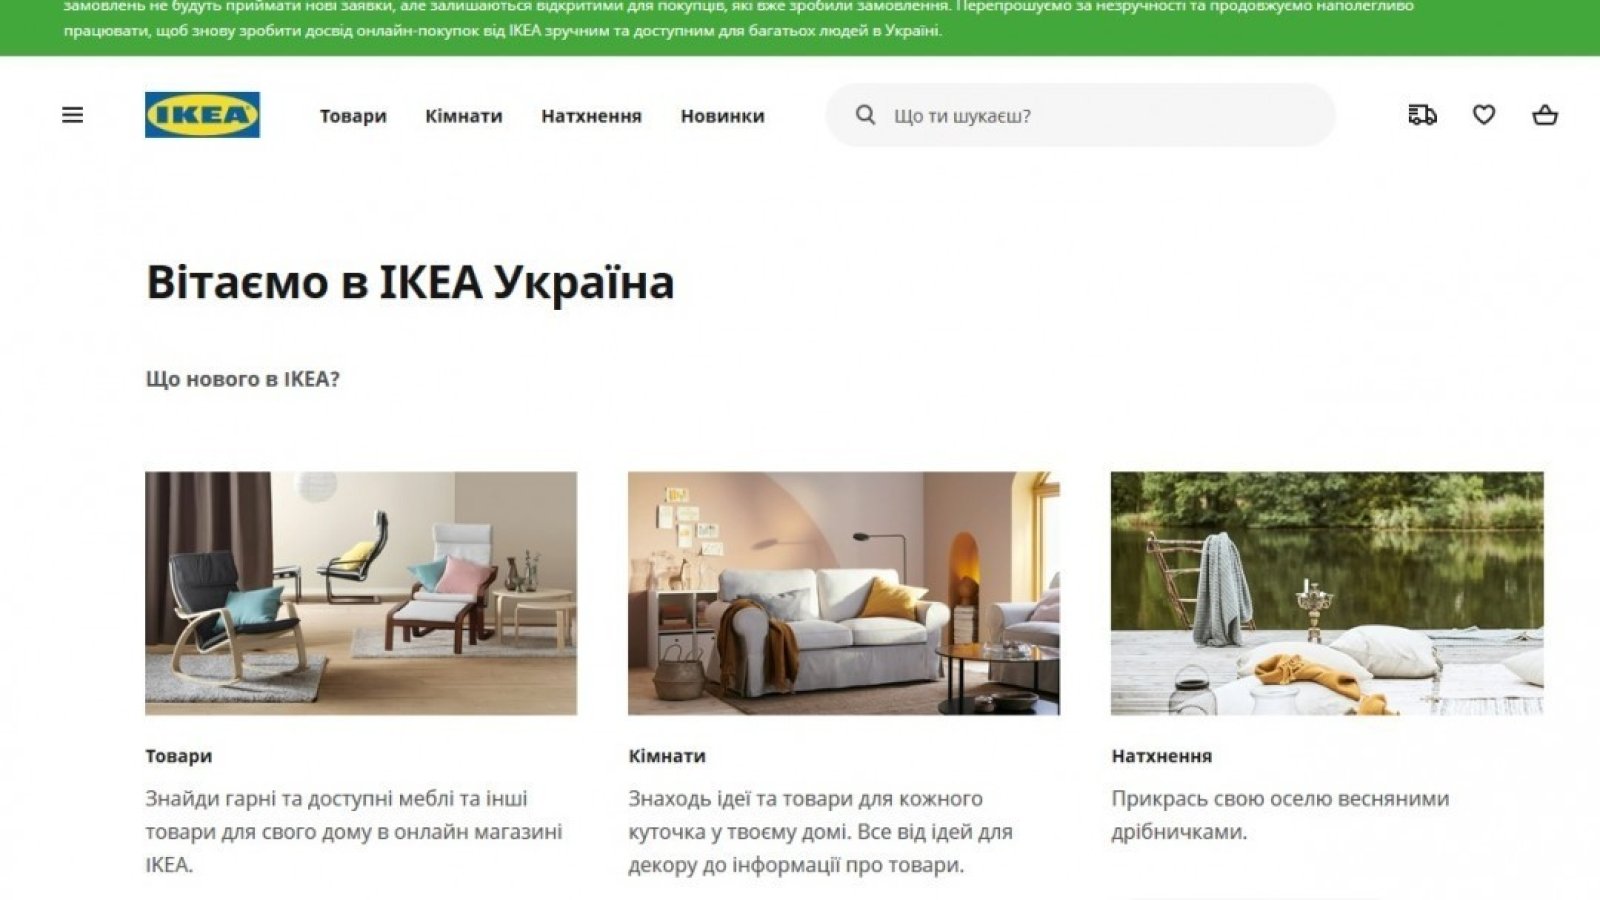 замовлень не будуть приймати нові заявки, але залишаються відкритими для покупців, які вже зробили замовлення. Перепрошуємо за незручності та продовжуємо наполегливо
працювати, щоб знову зробити досвід онлайн-покупок від IKEA зручним та доступним для багатьох людей в Україні.
IKEA
Товари
Кімнати
Натхнення
Новинки
Що ти шукаєш?
Вітаємо в IKEA Україна
Що нового в IKEA?
Товари
Знайди гарні та доступні меблі та інші
товари для свого дому в онлайн магазині
IKEA.
Кімнати
Знаходь ідеї та товари для кожного
куточка у твоєму домі. Все від ідей для
декору до інформації про товари.
Натхнення
Прикрась свою оселю весняними
дрібничками.